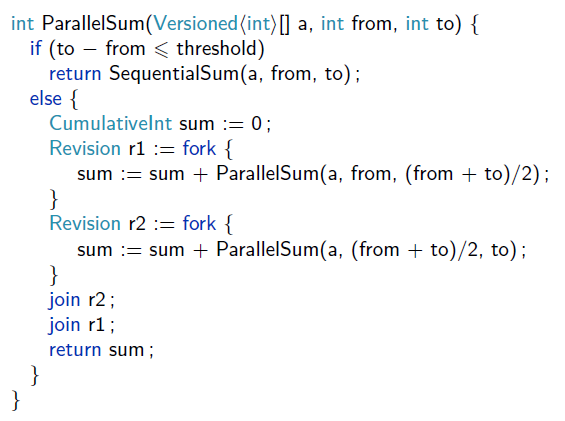 int ParallelSum(Versioned⟨int⟩[] a, int from, int to) {
if (to − from ⩽ threshold)
return SequentialSum(a, from, to);
else {
CumulativeInt sum := 0;
Revision r1 := fork {
sum := sum + ParallelSum(a, from, (from + to)/2);
}
Revision r2 := fork {
sum := sum + ParallelSum(a, (from + to)/2, to);
}
join r2;
join r1;
return sum;
}
}